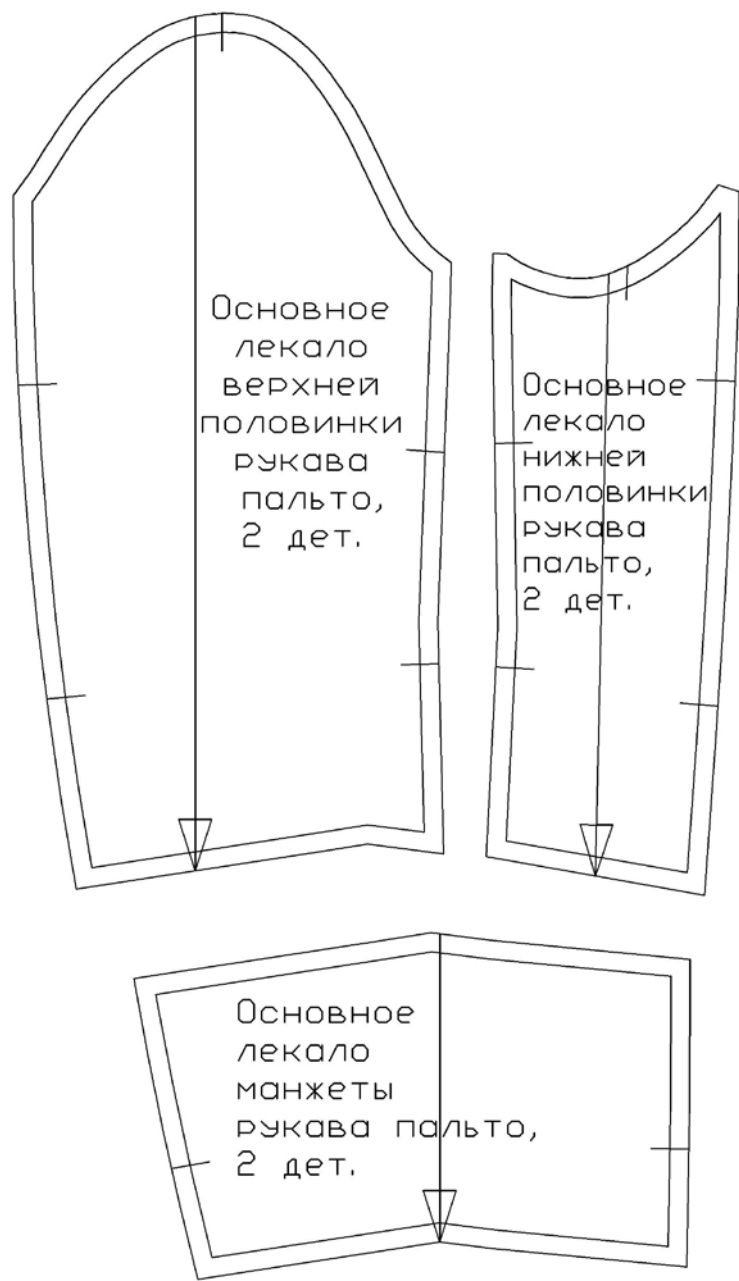 Основное
лекало
верхней
половинки
рукава
пальто,
2 дет.
Основное
лекало
нижней
половинки
рукава
пальто,
2 дет.
Основное
лекало
манжеты
рукава пальто,
2 дет.